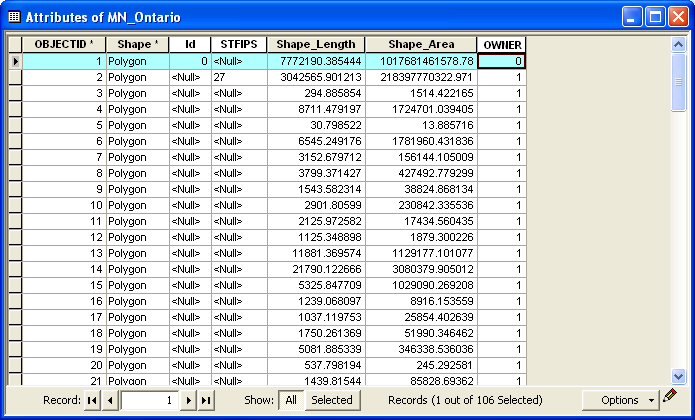 Attributes of MN_Ontario
OBJECTID * Shape * Id STFIPS Shape_Length Shape_Area OWNER
1 Polygon 0 <Null> 7772190.385444 1017681461578.78 0
2 Polygon <Null> 27 3042565.901213 218397770322.971 1
3 Polygon <Null> <Null> 294.885854 1514.422165 1
4 Polygon <Null> <Null> 8711.479197 1724701.039405 1
5 Polygon <Null> <Null> 30.798522 13.885716 1
6 Polygon <Null> <Null> 6545.249176 1781960.431836 1
7 Polygon <Null> <Null> 3152.679712 156144.105009 1
8 Polygon <Null> <Null> 3799.371427 427492.779299 1
9 Polygon <Null> <Null> 1543.582314 38824.868134 1
10 Polygon <Null> <Null> 2901.80599 230842.335536 1
11 Polygon <Null> <Null> 2125.972582 17434.560435 1
12 Polygon <Null> <Null> 1125.348898 1879.300226 1
13 Polygon <Null> <Null> 11881.369574 1129177.101077 1
14 Polygon <Null> <Null> 21790.122666 3080379.905012 1
15 Polygon <Null> <Null> 5325.847709 1029090.269208 1
16 Polygon <Null> <Null> 1239.068097 8916.153559 1
17 Polygon <Null> <Null> 1037.119753 25854.402639 1
18 Polygon <Null> <Null> 1750.261369 51990.346462 1
19 Polygon <Null> <Null> 5081.885339 346338.536036 1
20 Polygon <Null> <Null> 537.798194 245.292581 1
21 Polygon <Null> <Null> 1439.81544 85828.69362 1
Record: 1 Show: All Selected Records (1 out of 106 Selected) Options